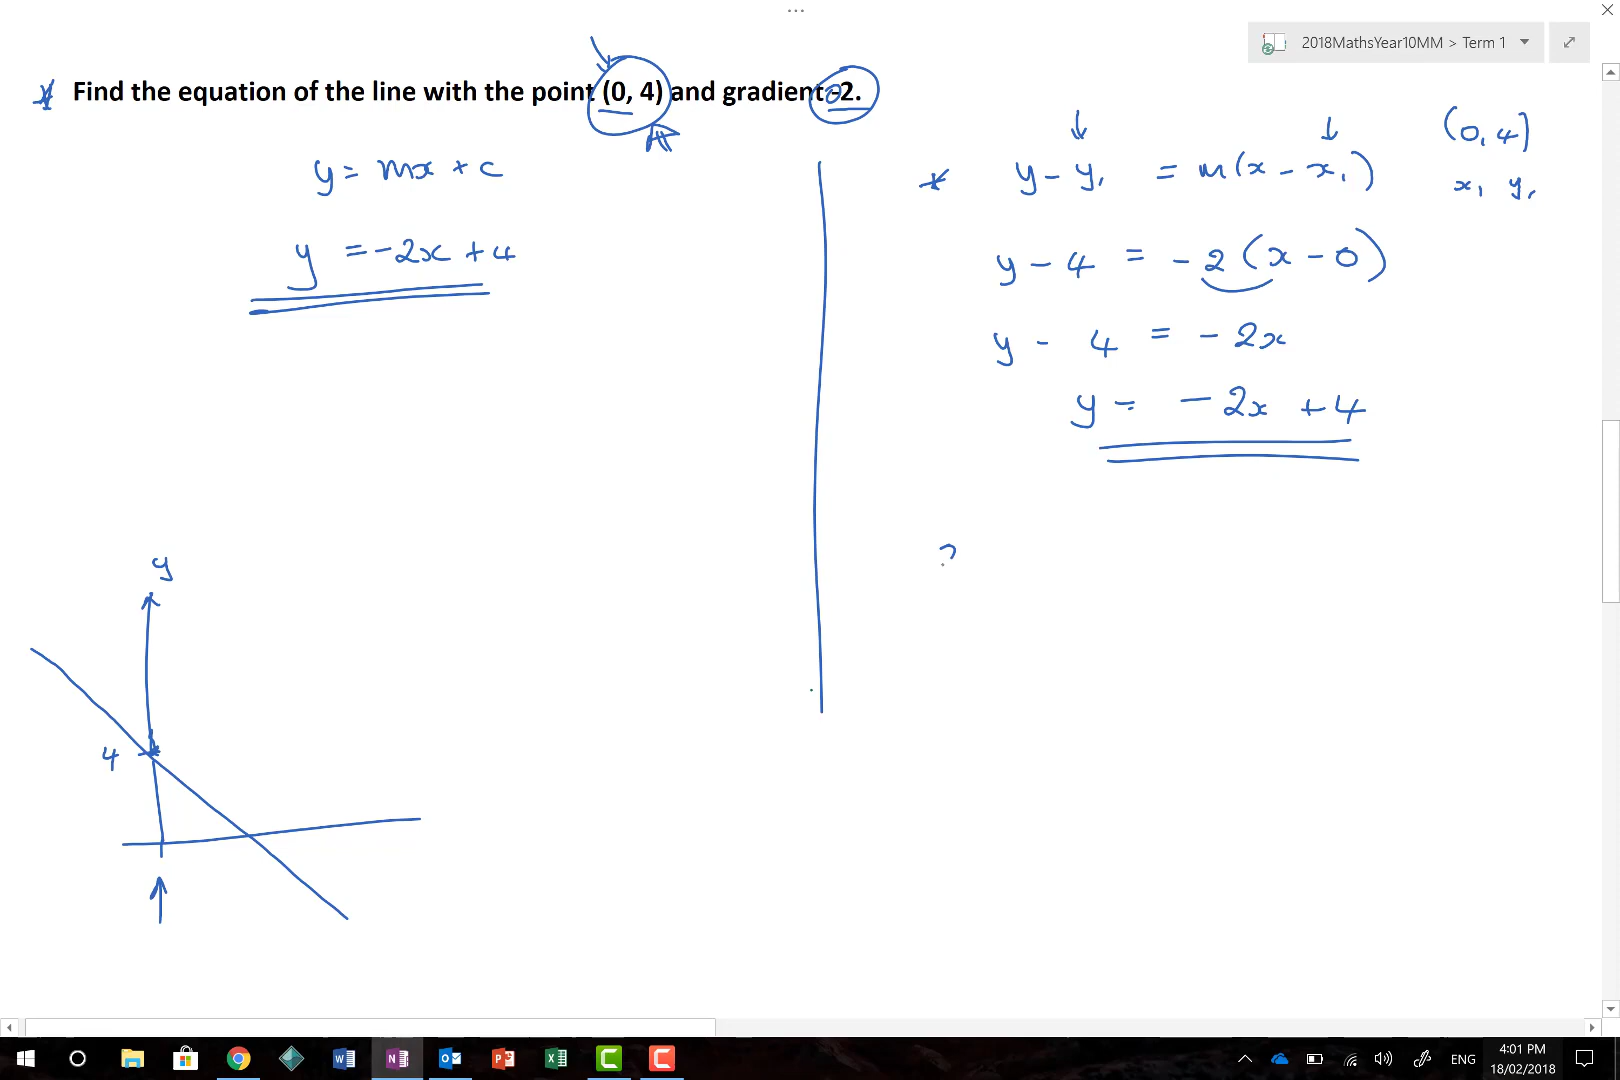 2018MathsYear10MM > Term 1
Find the equation of the line with the point (0, 4) and gradient -2.
y = mx + c
y = -2x + 4
y - y₁ = m(x - x₁)
(0, 4)
x₁ y₁
y - 4 = -2(x - 0)
y - 4 = -2x
y = -2x + 4
?
y
4
ENG
4:01 PM
18/02/2018